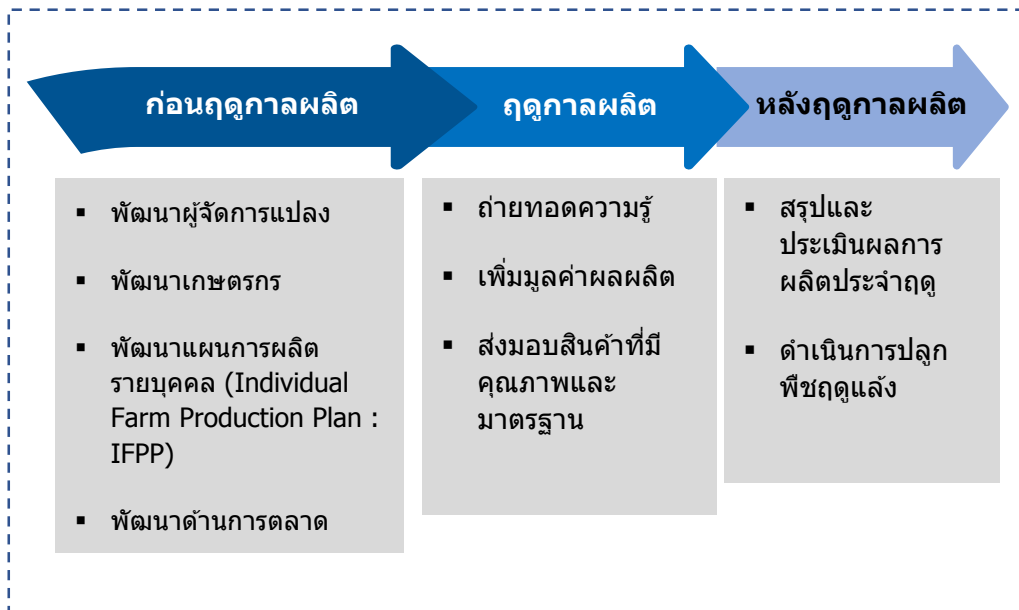 ก่อนฤดูกาลผลิต
ฤดูกาลผลิต
หลังฤดูกาลผลิต
▪ พัฒนาผู้จัดการแปลง
▪ พัฒนาเกษตรกร
▪ พัฒนาแผนการผลิต
รายบุคคล (Individual
Farm Production Plan :
IFPP)
▪ พัฒนาด้านการตลาด
▪ ถ่ายทอดความรู้
▪ เพิ่มมูลค่าผลผลิต
▪ ส่งมอบสินค้าที่มี
คุณภาพและ
มาตรฐาน
▪ สรุปและ
ประเมินผลการ
ผลิตประจำฤดู
▪ ดำเนินการปลูก
พืชฤดูแล้ง